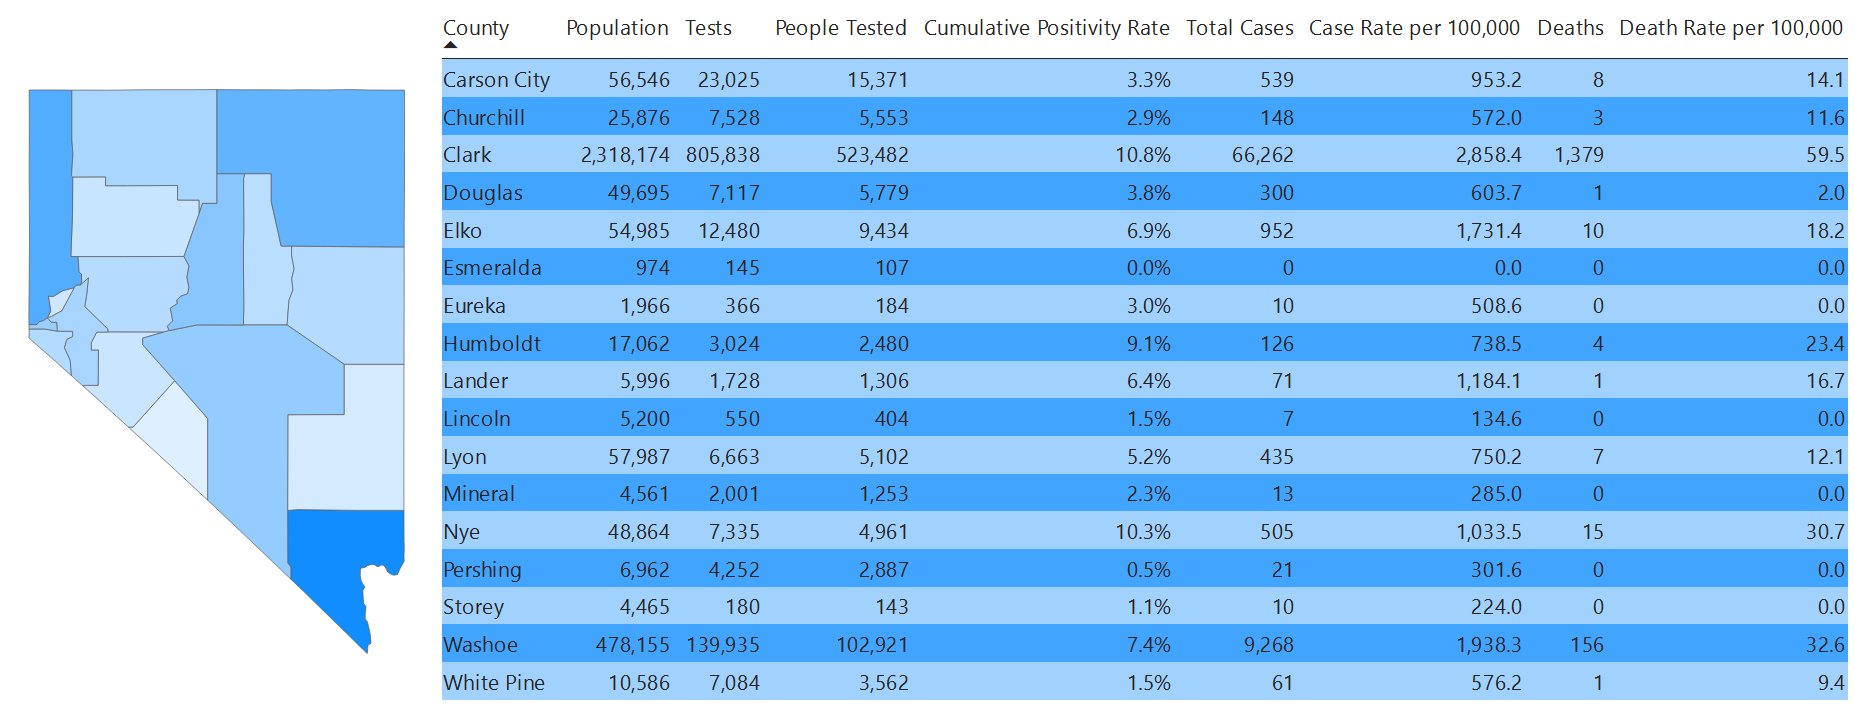 County Population Tests People Tested Cumulative Positivity Rate Total Cases Case Rate per 100,000 Deaths Death Rate per 100,000
Carson City 56,546 23,025 15,371 3.3% 539 953.2 8 14.1
Churchill 25,876 7,528 5,553 2.9% 148 572.0 3 11.6
Clark 2,318,174 805,838 523,482 10.8% 66,262 2,858.4 1,379 59.5
Douglas 49,695 7,117 5,779 3.8% 300 603.7 1 2.0
Elko 54,985 12,480 9,434 6.9% 952 1,731.4 10 18.2
Esmeralda 974 145 107 0.0% 0 0.0 0 0.0
Eureka 1,966 366 184 3.0% 10 508.6 0 0.0
Humboldt 17,062 3,024 2,480 9.1% 126 738.5 4 23.4
Lander 5,996 1,728 1,306 6.4% 71 1,184.1 1 16.7
Lincoln 5,200 550 404 1.5% 7 134.6 0 0.0
Lyon 57,987 6,663 5,102 5.2% 435 750.2 7 12.1
Mineral 4,561 2,001 1,253 2.3% 13 285.0 0 0.0
Nye 48,864 7,335 4,961 10.3% 505 1,033.5 15 30.7
Pershing 6,962 4,252 2,887 0.5% 21 301.6 0 0.0
Storey 4,465 180 143 1.1% 10 224.0 0 0.0
Washoe 478,155 139,935 102,921 7.4% 9,268 1,938.3 156 32.6
White Pine 10,586 7,084 3,562 1.5% 61 576.2 1 9.4